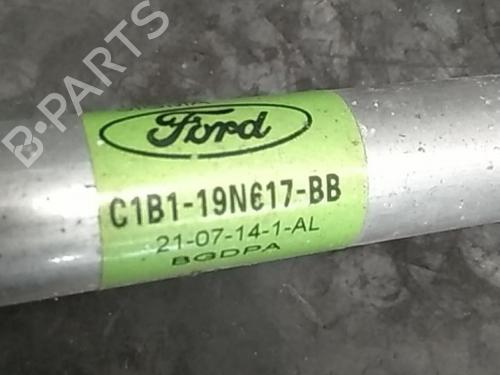 B-PARTS
Ford
C1B1-19N617-BB
21-07-14-1-AL
BGDPA